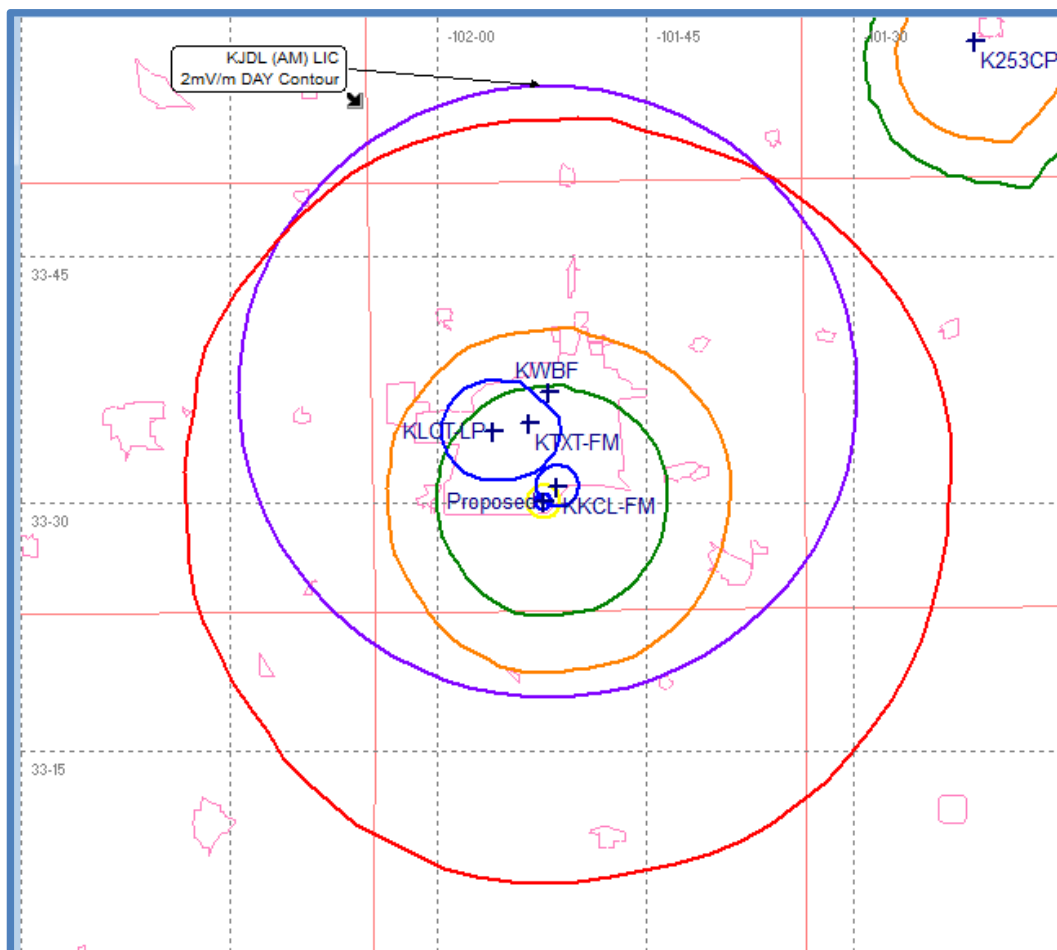 -102-00
-101-45
-101-30
KJDL (AM) LIC
2mV/m DAY Contour
K253CP
33-45
KWBF
KLCT-LP
KTXT-FM
Proposed
KKCL-FM
33-30
33-15